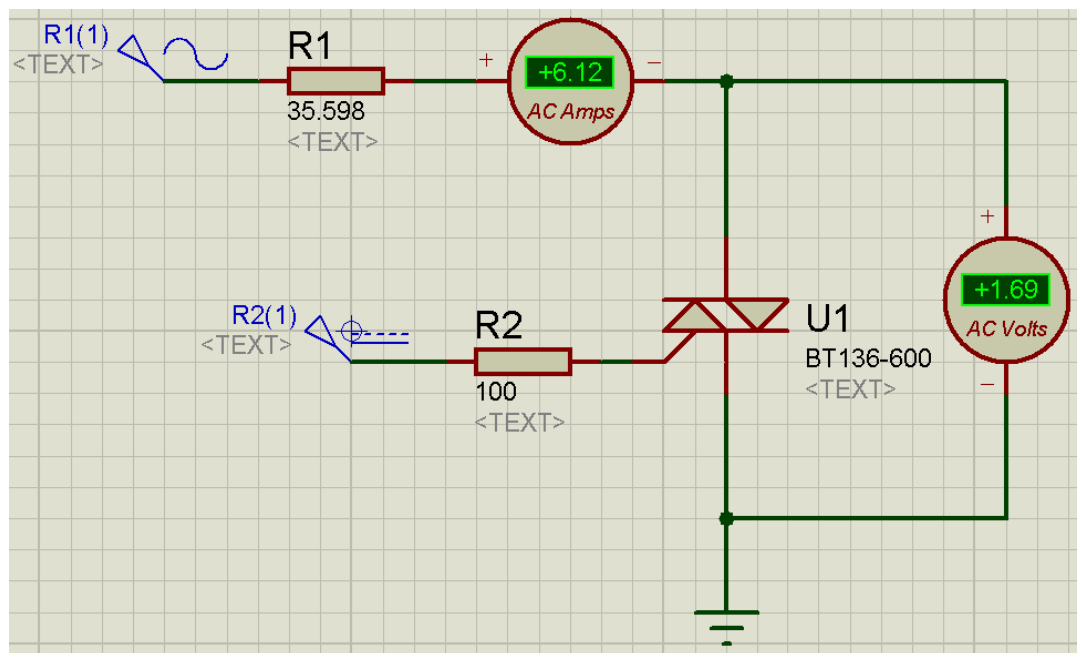 R1(1)
<TEXT>
R1
35.598
<TEXT>
+
+6.12
AC Amps
−
R2(1)
<TEXT>
R2
100
<TEXT>
U1
BT136-600
<TEXT>
+
+1.69
AC Volts
−